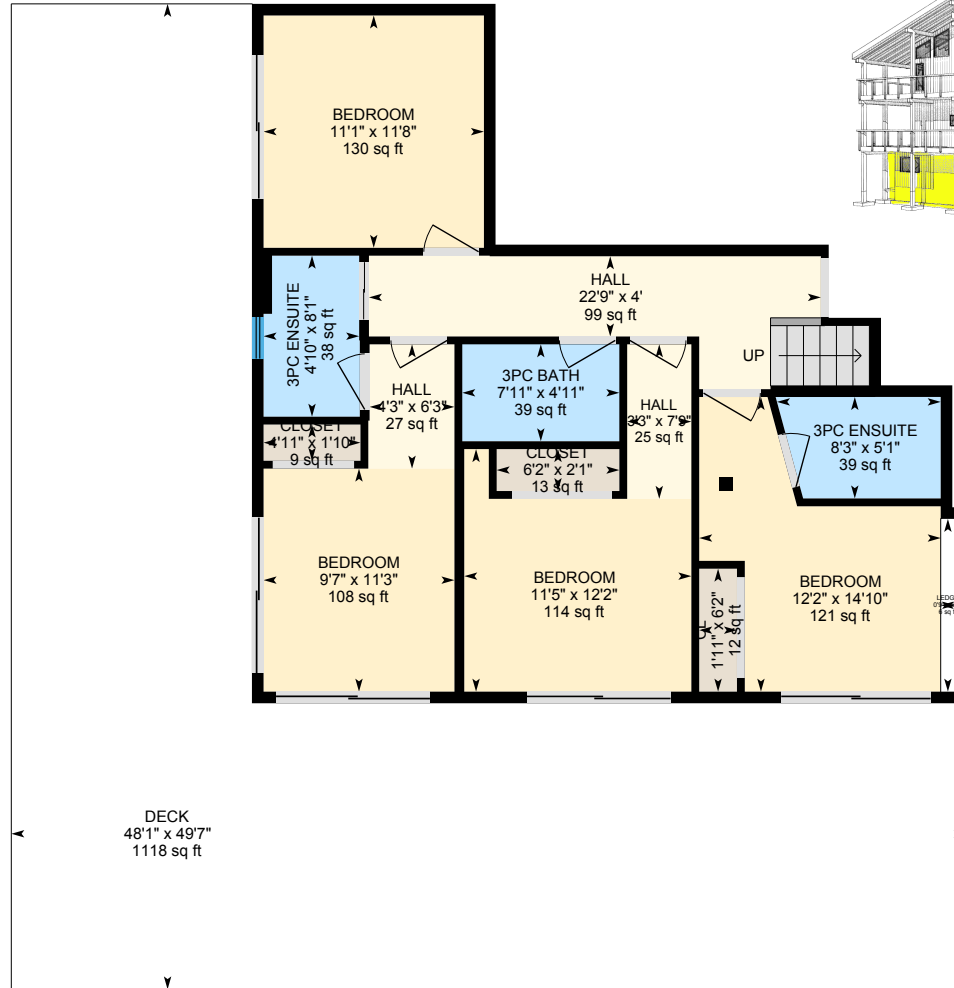 BEDROOM
11'1" x 11'8"
130 sq ft
HALL
22'9" x 4'
99 sq ft
3PC ENSUITE
4'10" x 8'1"
38 sq ft
UP
HALL
4'3" x 6'3"
27 sq ft
3PC BATH
7'11" x 4'11"
39 sq ft
HALL
3'3" x 7'9"
25 sq ft
3PC ENSUITE
8'3" x 5'1"
39 sq ft
CLOSET
4'11" x 1'10"
9 sq ft
CLOSET
6'2" x 2'1"
13 sq ft
BEDROOM
9'7" x 11'3"
108 sq ft
BEDROOM
11'5" x 12'2"
114 sq ft
CL
1'11" x 6'2"
12 sq ft
BEDROOM
12'2" x 14'10"
121 sq ft
DECK
48'1" x 49'7"
1118 sq ft